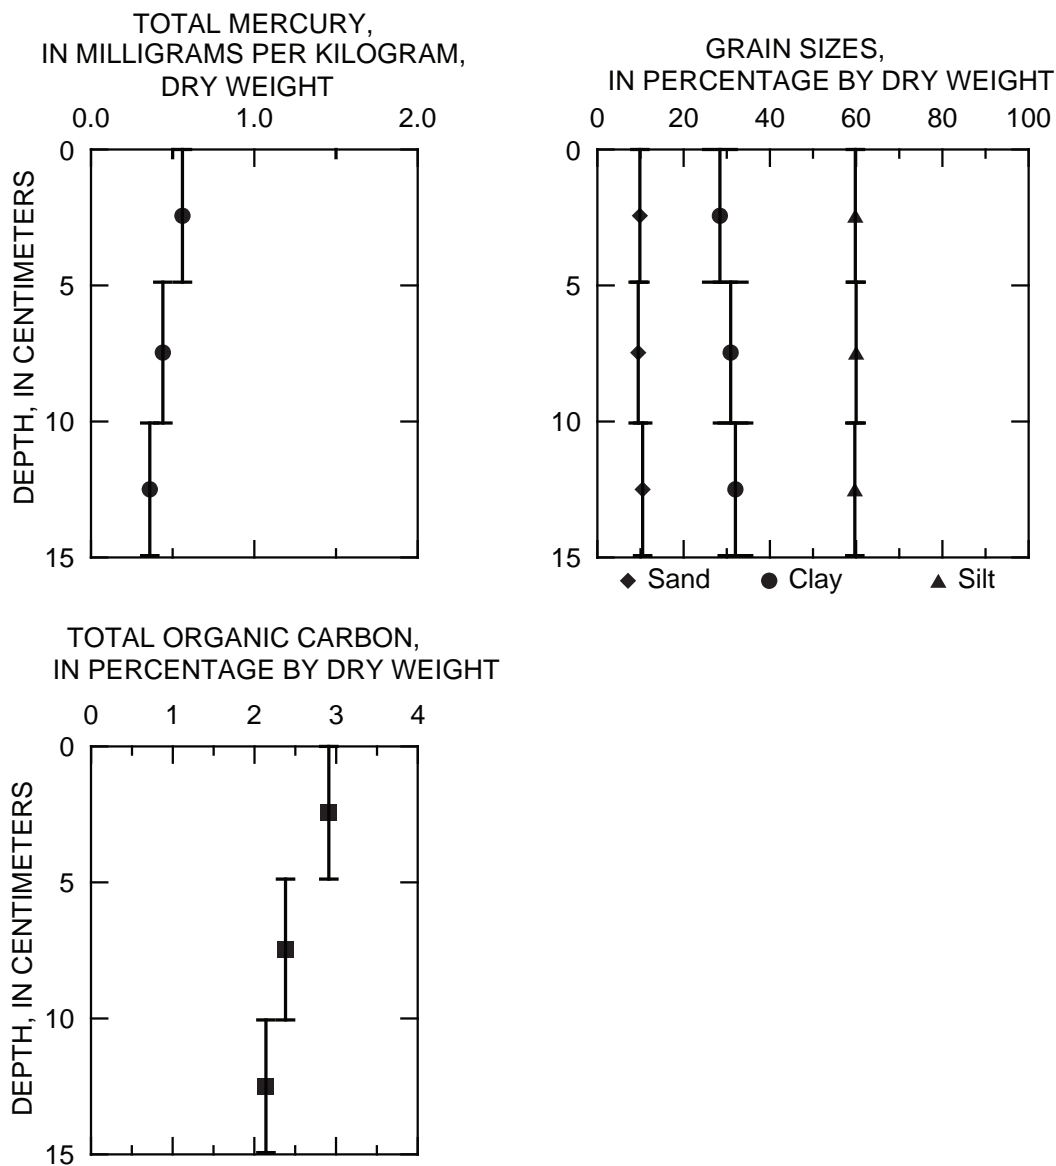 TOTAL MERCURY,
IN MILLIGRAMS PER KILOGRAM,
DRY WEIGHT
0.0 1.0 2.0
0
5
10
15
DEPTH, IN CENTIMETERS
GRAIN SIZES,
IN PERCENTAGE BY DRY WEIGHT
0 20 40 60 80 100
0
5
10
15
Sand Clay Silt
TOTAL ORGANIC CARBON,
IN PERCENTAGE BY DRY WEIGHT
0 1 2 3 4
0
5
10
15
DEPTH, IN CENTIMETERS